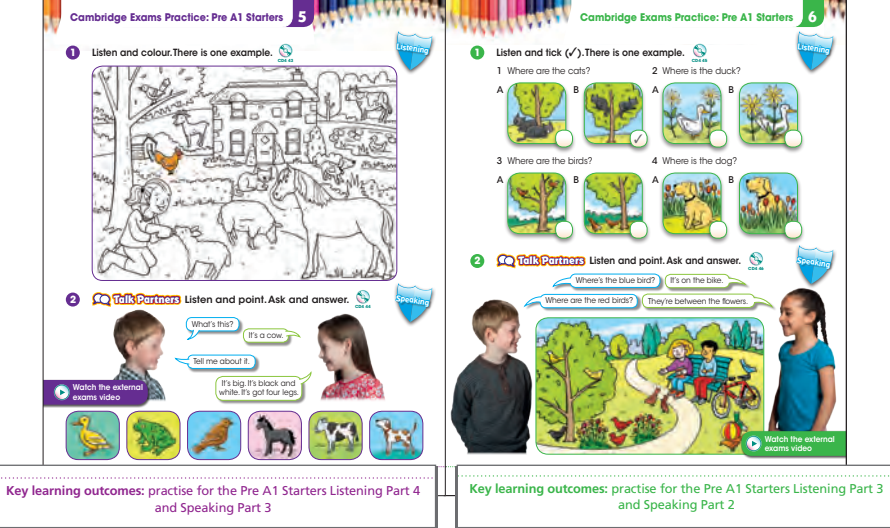 Cambridge Exams Practice: Pre A1 Starters 5
1 Listen and colour. There is one example.
CD4 43
Listening
2 Talk Partners Listen and point. Ask and answer.
Speaking
What's this?
It's a cow.
Tell me about it.
It's big. It's black and
white. It's got four legs.
Watch the external
exams video
Key learning outcomes: practise for the Pre A1 Starters Listening Part 4
and Speaking Part 3
Cambridge Exams Practice: Pre A1 Starters 6
1 Listen and tick (✓). There is one example.
Listening
1 Where are the cats?
2 Where is the duck?
A B A B
✓
3 Where are the birds?
4 Where is the dog?
A B A B
2 Talk Partners Listen and point. Ask and answer.
CD4 46
Speaking
Where's the blue bird?
It's on the bike.
Where are the red birds?
They're between the flowers.
Watch the external
exams video
Key learning outcomes: practise for the Pre A1 Starters Listening Part 3
and Speaking Part 2